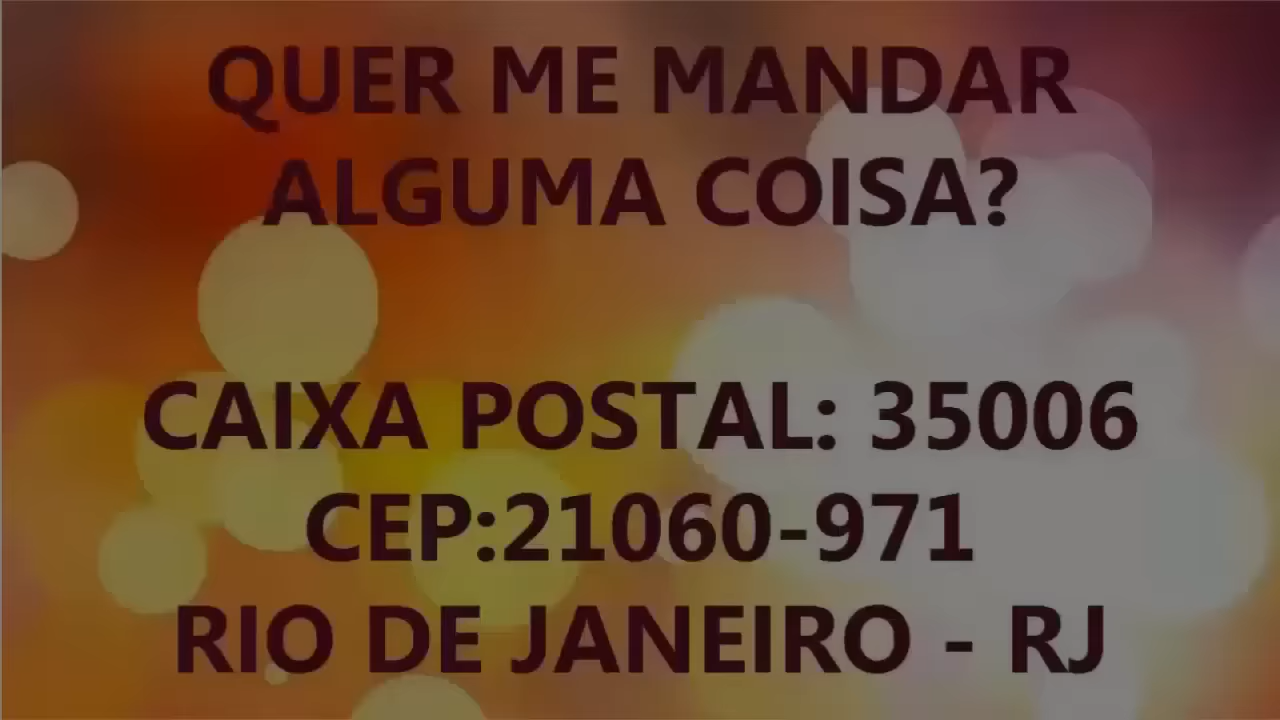 QUER ME MANDAR
ALGUMA COISA?
CAIXA POSTAL: 35006
CEP:21060-971
RIO DE JANEIRO - RJ